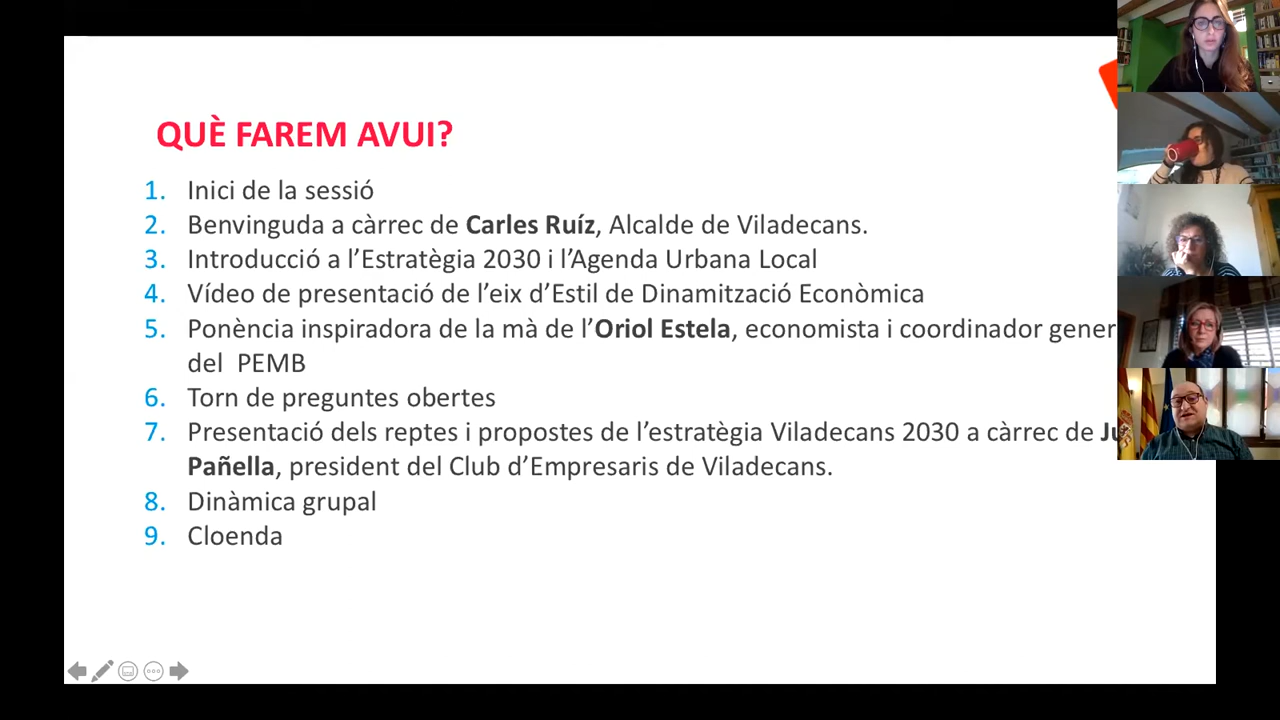 QUÈ FAREM AVUI?
1. Inici de la sessió
2. Benvinguda a càrrec de Carles Ruíz, Alcalde de Viladecans.
3. Introducció a l’Estratègia 2030 i l’Agenda Urbana Local
4. Vídeo de presentació de l’eix d’Estil de Dinamització Econòmica
5. Ponència inspiradora de la mà de l’Oriol Estela, economista i coordinador
del PEMB
6. Torn de preguntes obertes
7. Presentació dels reptes i propostes de l’estratègia Viladecans 2030 a càrrec de
Pañella, president del Club d’Empresaris de Viladecans.
8. Dinàmica grupal
9. Cloenda